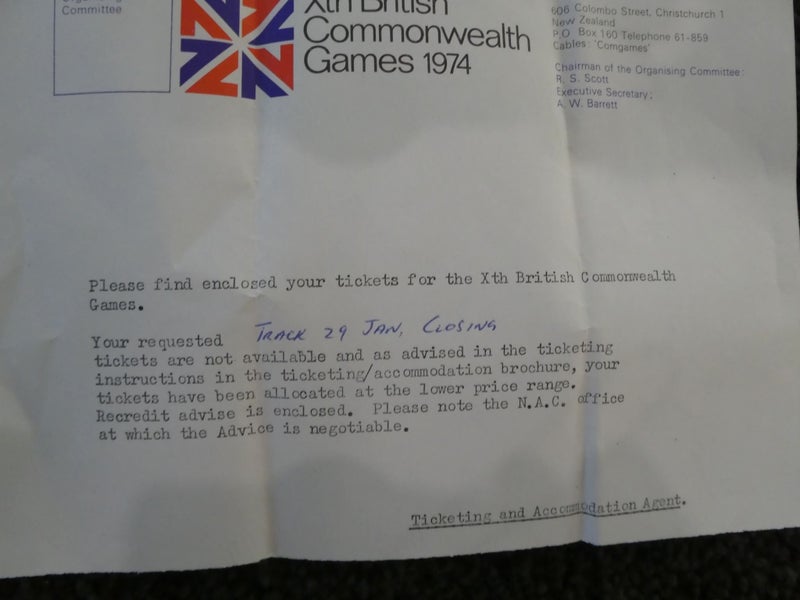 Organising
Committee
Xth British
Commonwealth
Games 1974
606 Colombo Street, Christchurch 1
New Zealand
P.O. Box 160 Telephone 61-859
Cables: 'Comgames'
Chairman of the Organising Committee:
R. S. Scott
Executive Secretary:
A. W. Barrett
Please find enclosed your tickets for the Xth British Commonwealth
Games.
Your requested TRACK 29 JAN, CLOSING
tickets are not available and as advised in the ticketing
instructions in the ticketing/accommodation brochure, your
tickets have been allocated at the lower price range.
Recredit advise is enclosed. Please note the N.A.C. office
at which the Advice is negotiable.
Ticketing and Accommodation Agent.